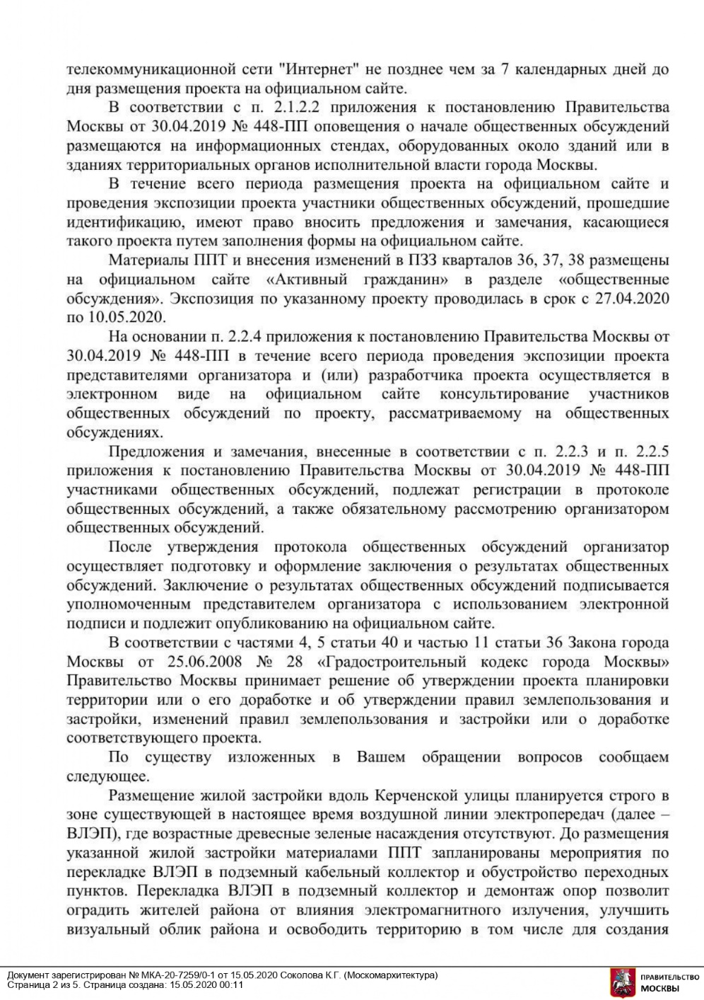 телекоммуникационной сети "Интернет" не позднее чем за 7 календарных дней до
дня размещения проекта на официальном сайте.
В соответствии с п. 2.1.2.2 приложения к постановлению Правительства
Москвы от 30.04.2019 № 448-ПП оповещения о начале общественных обсуждений
размещаются на информационных стендах, оборудованных около зданий или в
зданиях территориальных органов исполнительной власти города Москвы.
В течение всего периода размещения проекта на официальном сайте и
проведения экспозиции проекта участники общественных обсуждений, прошедшие
идентификацию, имеют право вносить предложения и замечания, касающиеся
такого проекта путем заполнения формы на официальном сайте.
Материалы ППТ и внесения изменений в ПЗЗ кварталов 36, 37, 38 размещены
на официальном сайте «Активный гражданин» в разделе «общественные
обсуждения». Экспозиция по указанному проекту проводилась в срок с 27.04.2020
по 10.05.2020.
На основании п. 2.2.4 приложения к постановлению Правительства Москвы от
30.04.2019 № 448-ПП в течение всего периода проведения экспозиции проекта
представителями организатора и (или) разработчика проекта осуществляется в
электронном виде на официальном сайте консультирование участников
общественных обсуждений по проекту, рассматриваемому на общественных
обсуждениях.
Предложения и замечания, внесенные в соответствии с п. 2.2.3 и п. 2.2.5
приложения к постановлению Правительства Москвы от 30.04.2019 № 448-ПП
участниками общественных обсуждений, подлежат регистрации в протоколе
общественных обсуждений, а также обязательному рассмотрению организатором
общественных обсуждений.
После утверждения протокола общественных обсуждений организатор
осуществляет подготовку и оформление заключения о результатах общественных
обсуждений. Заключение о результатах общественных обсуждений подписывается
уполномоченным представителем организатора с использованием электронной
подписи и подлежит опубликованию на официальном сайте.
В соответствии с частями 4, 5 статьи 40 и частью 11 статьи 36 Закона города
Москвы от 25.06.2008 № 28 «Градостроительный кодекс города Москвы»
Правительство Москвы принимает решение об утверждении проекта планировки
территории или о его доработке и об утверждении правил землепользования и
застройки, изменений правил землепользования и застройки или о доработке
соответствующего проекта.
По существу изложенных в Вашем обращении вопросов сообщаем
следующее.
Размещение жилой застройки вдоль Керченской улицы планируется строго в
зоне существующей в настоящее время воздушной линии электропередач (далее –
ВЛЭП), где возрастные древесные зеленые насаждения отсутствуют. До размещения
указанной жилой застройки материалами ППТ запланированы мероприятия по
перекладке ВЛЭП в подземный кабельный коллектор и обустройство переходных
пунктов. Перекладка ВЛЭП в подземный коллектор и демонтаж опор позволит
оградить жителей района от влияния электромагнитного излучения, улучшить
визуальный облик района и освободить территорию в том числе для создания
Документ зарегистрирован № МКА-20-7259/0-1 от 15.05.2020 Соколова К.Г. (Москомархитектура)
Страница 2 из 5. Страница создана: 15.05.2020 00:11
ПРАВИТЕЛЬСТВО
МОСКВЫ